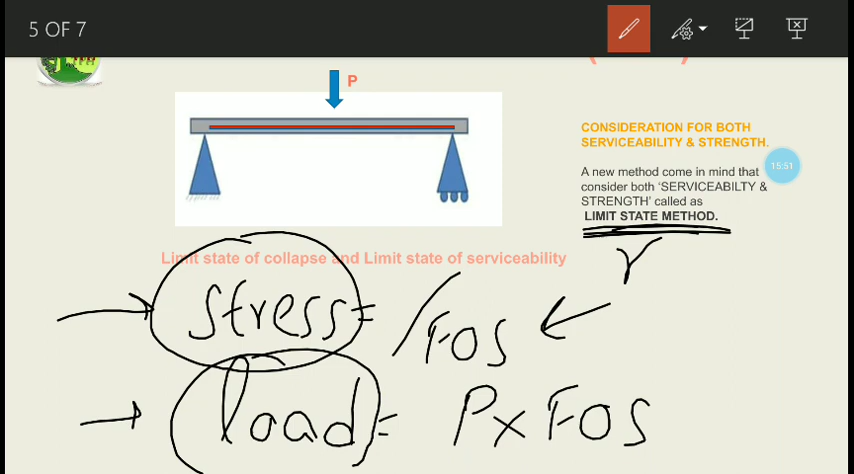 5 OF 7
P
CONSIDERATION FOR BOTH
SERVICEABILITY & STRENGTH.
15:51
A new method come in mind that
consider both 'SERVICEABILTY &
STRENGTH' called as
LIMIT STATE METHOD.
Limit state of collapse and Limit state of serviceability
Stress = /FOS
load = P×FOS